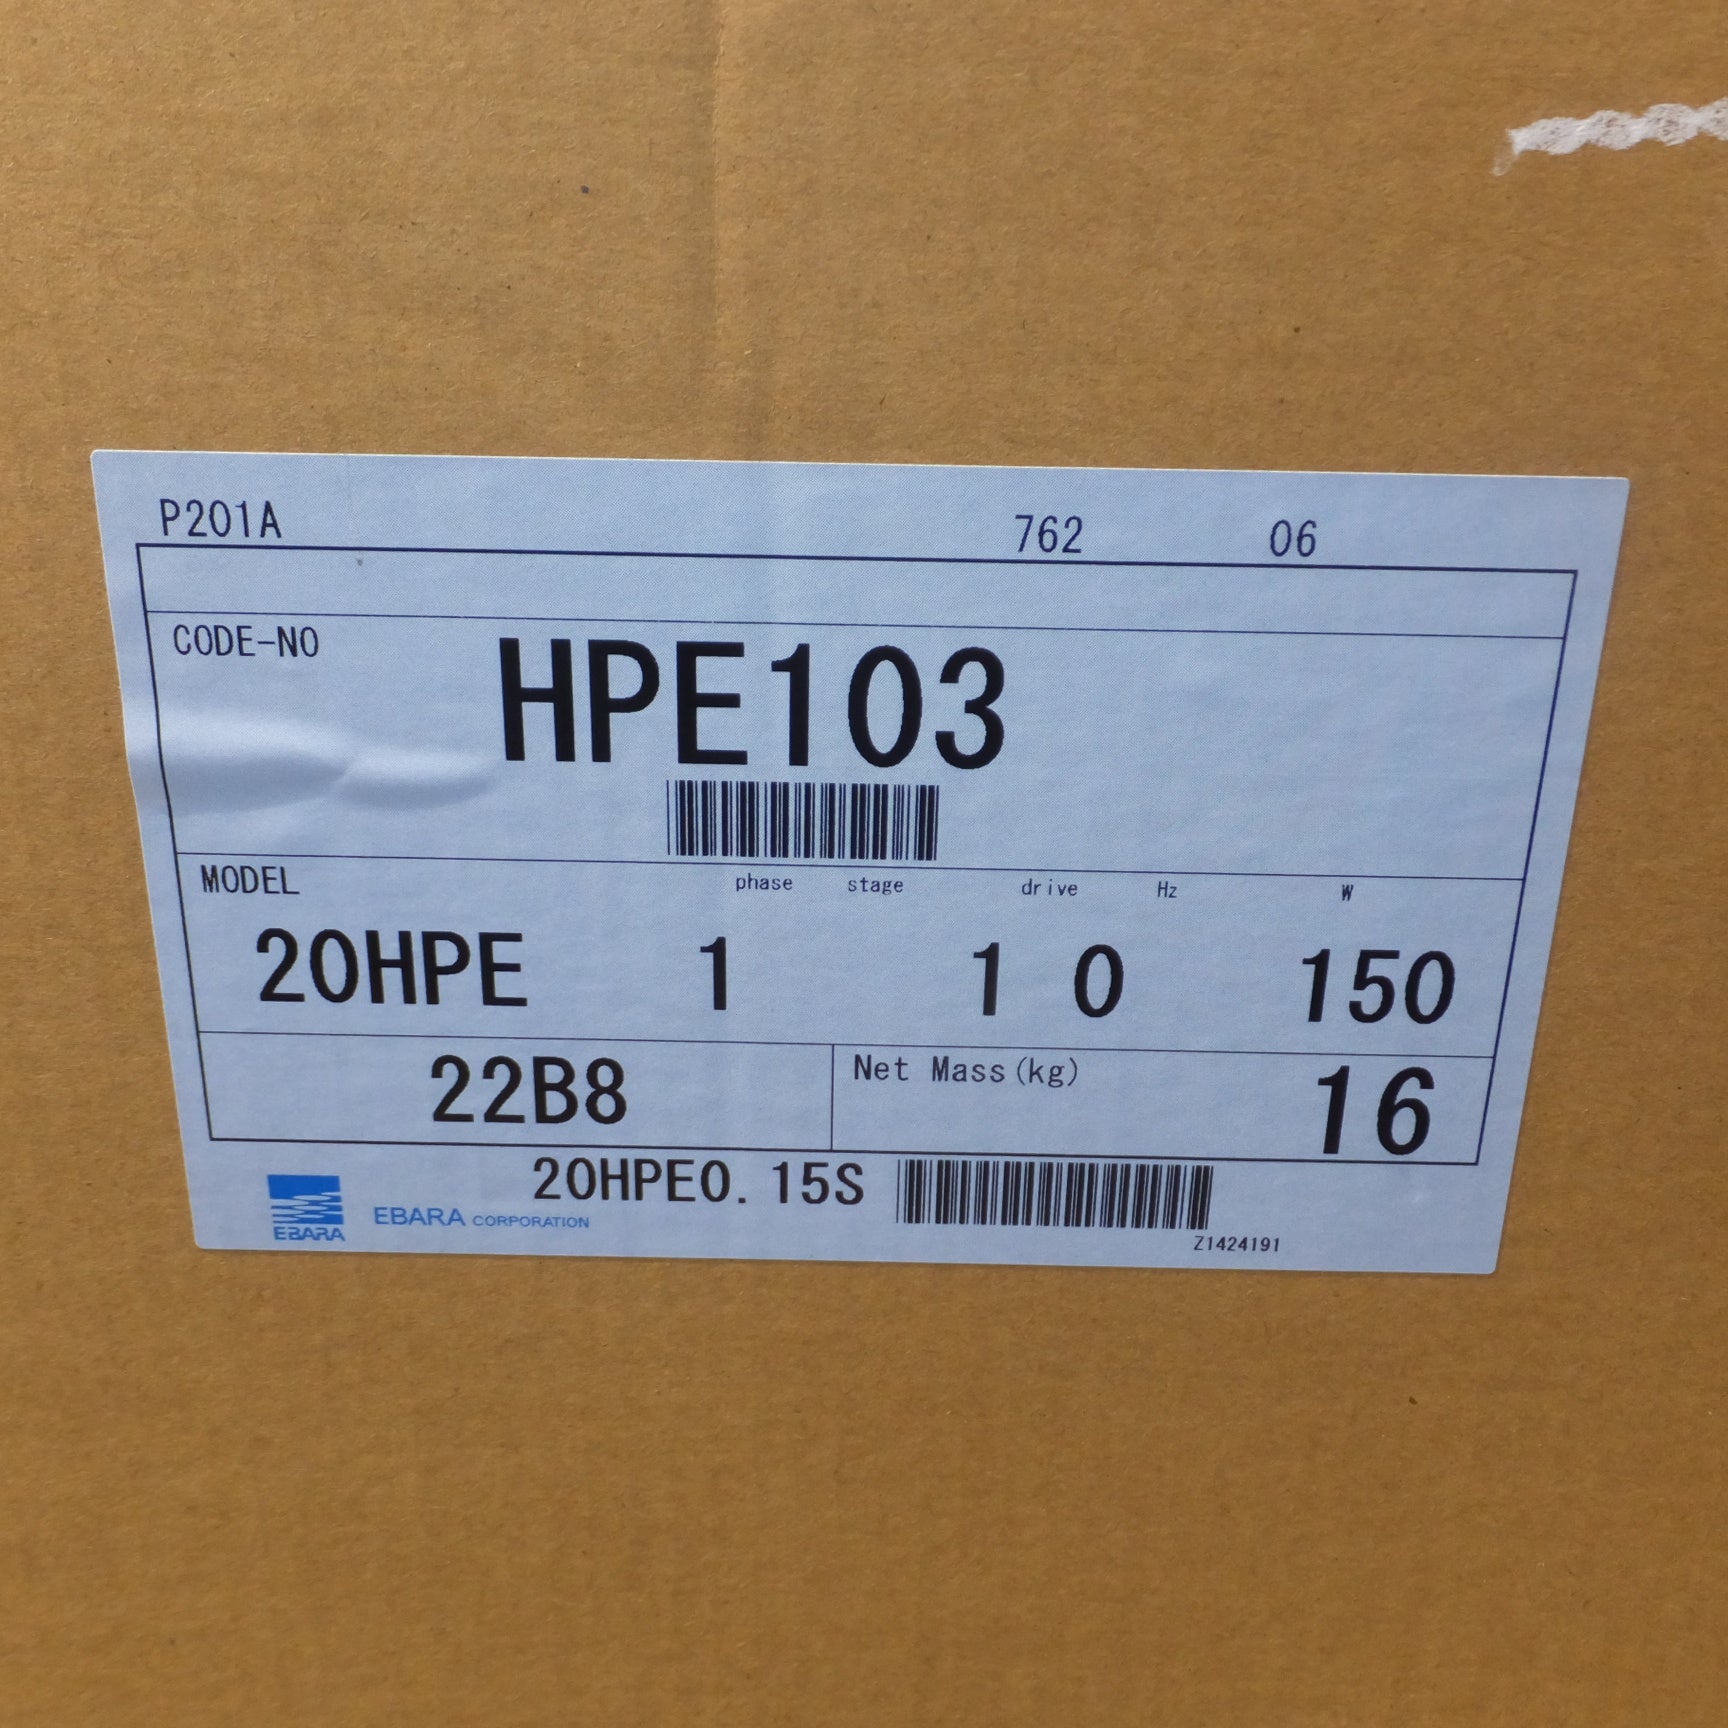 P201A 762 06
CODE-NO HPE103
MODEL phase stage drive Hz W
20HPE 1 1 0 150
22B8 Net Mass(kg) 16
20HPE0.15S
EBARA EBARA CORPORATION
Z1424191